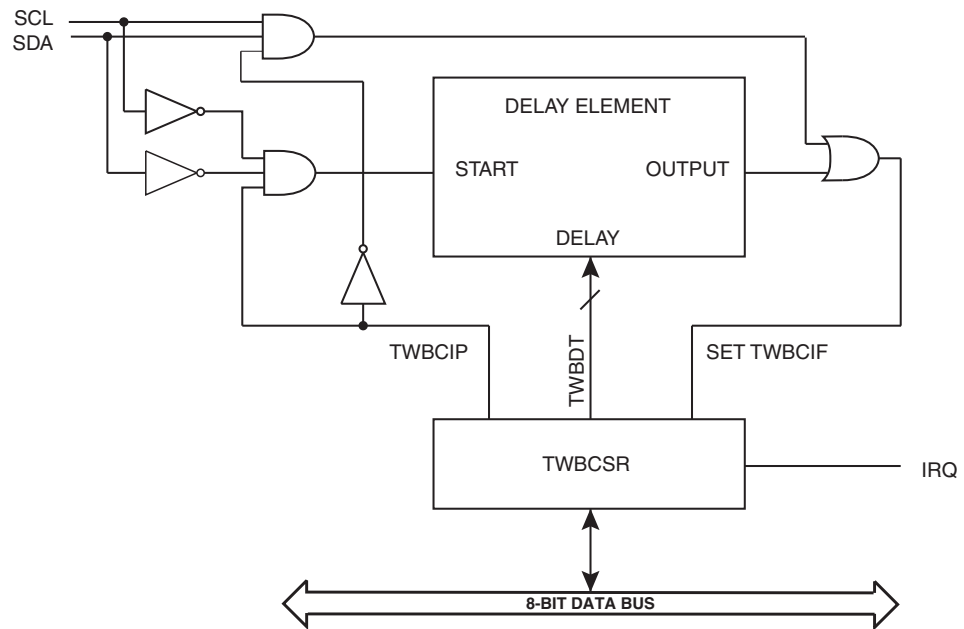 SCL
SDA
DELAY ELEMENT
START
OUTPUT
DELAY
TWBCIP
TWBDT
SET TWBCIF
TWBCSR
IRQ
8-BIT DATA BUS